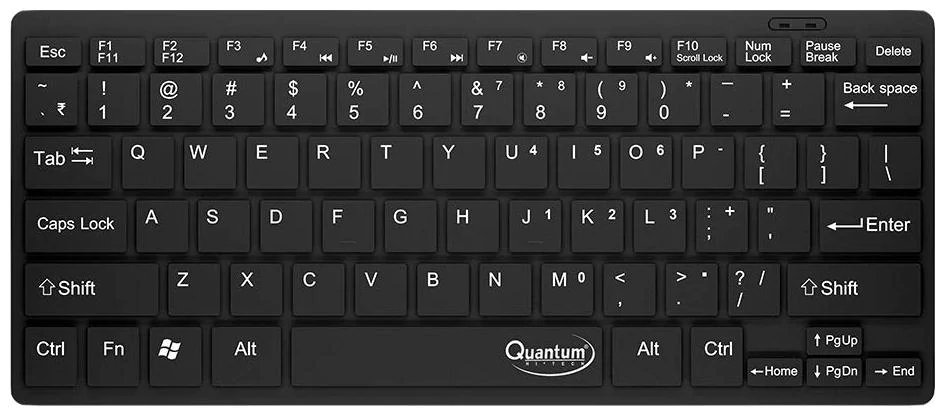 Esc F1 F2 F3 F4 F5 F6 F7 F8 F9 F10 Num Pause Delete
F11 F12 Scroll Lock Lock Break
~ ! @ # $ % ^ & 7 * 8 ( 9 ) * — + Back space
` ₹ 1 2 3 4 5 6 7 8 9 0 - =
Tab Q W E R T Y U 4 I 5 O 6 P - { } |
[ ] \
Caps Lock A S D F G H J 1 K 2 L 3 : + " Enter
; '
Shift Z X C V B N M 0 < > . ? / Shift
, . /
Ctrl Fn Alt Quantum Alt Ctrl ↑ PgUp
HI*TECH
←Home ↓ PgDn → End